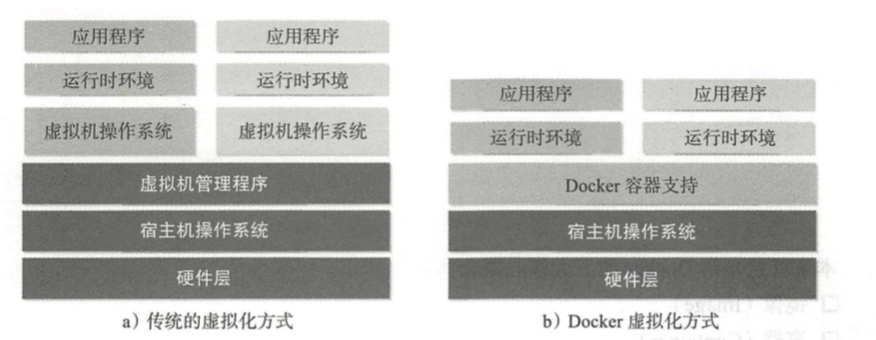 应用程序 应用程序
运行时环境 运行时环境
虚拟机操作系统 虚拟机操作系统
虚拟机管理程序
宿主机操作系统
硬件层
a）传统的虚拟化方式
应用程序 应用程序
运行时环境 运行时环境
Docker 容器支持
宿主机操作系统
硬件层
b）Docker 虚拟化方式